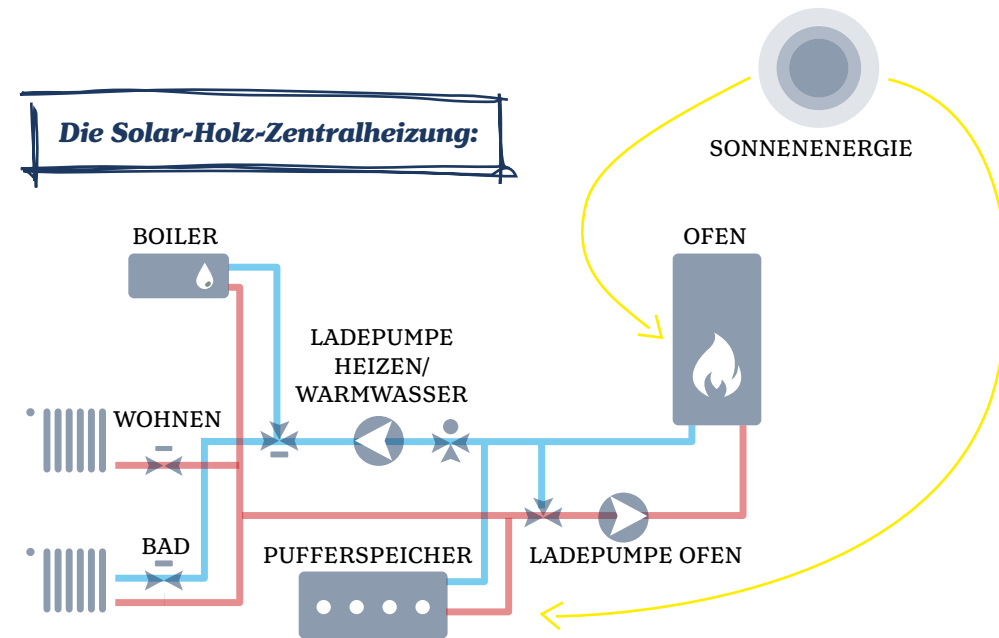 Die Solar-Holz-Zentralheizung:
SONNENENERGIE
BOILER
OFEN
LADEPUMPE
HEIZEN/
WARMWASSER
WOHNEN
BAD
PUFFERSPEICHER
LADEPUMPE OFEN